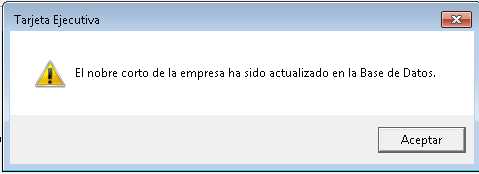 Tarjeta Ejecutiva
El nobre corto de la empresa ha sido actualizado en la Base de Datos.
Aceptar